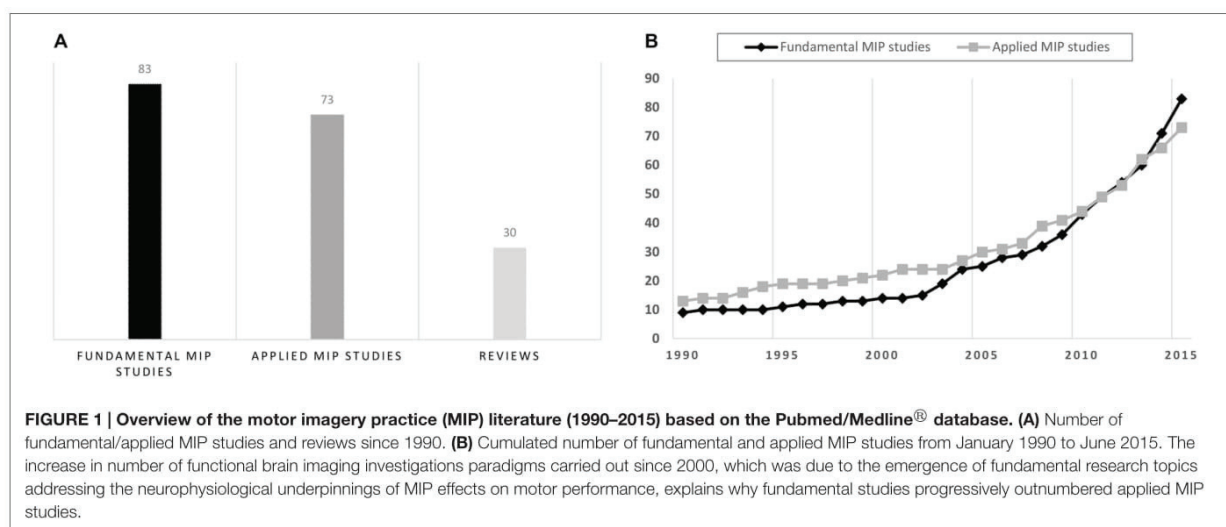 A
83
73
30
FUNDAMENTAL MIP
STUDIES
APPLIED MIP STUDIES
REVIEWS
B
Fundamental MIP studies
Applied MIP studies
90
80
70
60
50
40
30
20
10
0
1990
1995
2000
2005
2010
2015
FIGURE 1 | Overview of the motor imagery practice (MIP) literature (1990–2015) based on the Pubmed/Medline® database. (A) Number of
fundamental/applied MIP studies and reviews since 1990. (B) Cumulated number of fundamental and applied MIP studies from January 1990 to June 2015. The
increase in number of functional brain imaging investigations paradigms carried out since 2000, which was due to the emergence of fundamental research topics
addressing the neurophysiological underpinnings of MIP effects on motor performance, explains why fundamental studies progressively outnumbered applied MIP
studies.